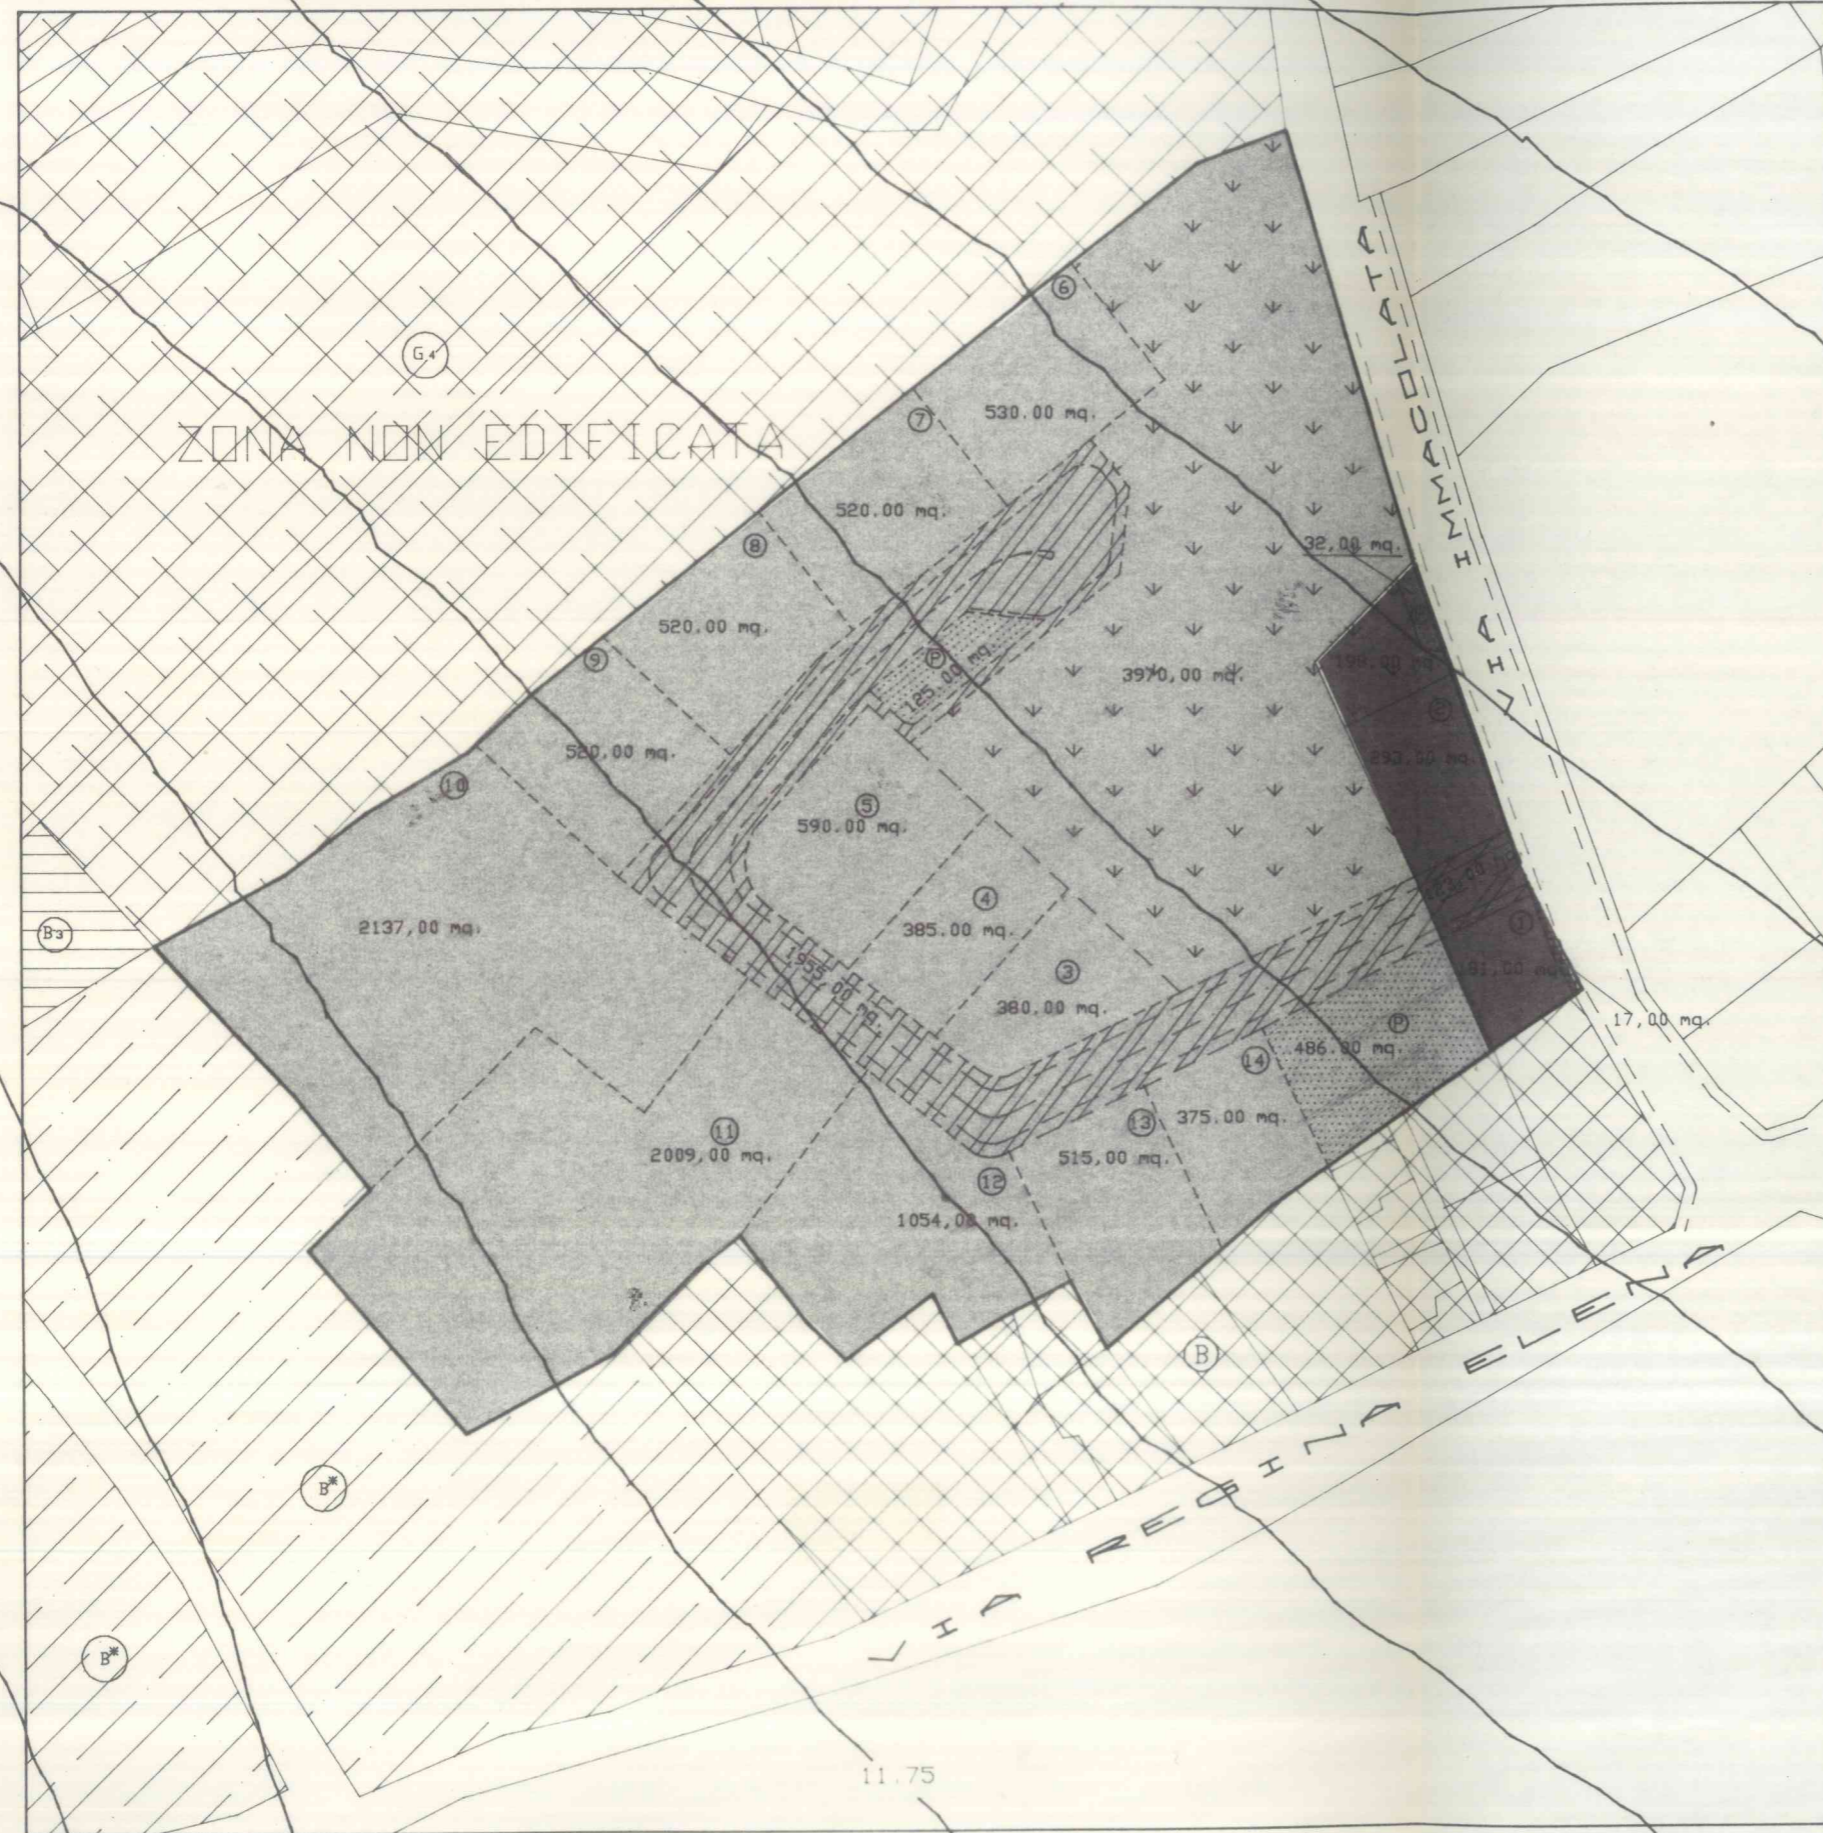 6
G.4
7
530.00 mq.
ZONA NON EDIFICATA
VIA IMMACOLATA
520.00 mq.
8
32,00 mq.
520.00 mq.
9
P
125.00 mq.
3970,00 mq.
2
520,00 mq.
293,00 mq.
10
5
590.00 mq.
4
385.00 mq.
1
B3
2137,00 mq.
3
1955,00 mq.
380.00 mq.
P
17,00 mq.
486.00 mq.
14
375.00 mq.
13
515,00 mq.
11
2009,00 mq.
12
1054,00 mq.
B
VIA REGINA ELENA
B*
B*
11.75